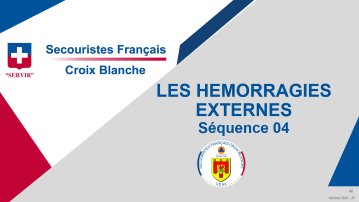 Secouristes Français
Croix Blanche
"SERVIR"
LES HEMORRAGIES
EXTERNES
Séquence 04